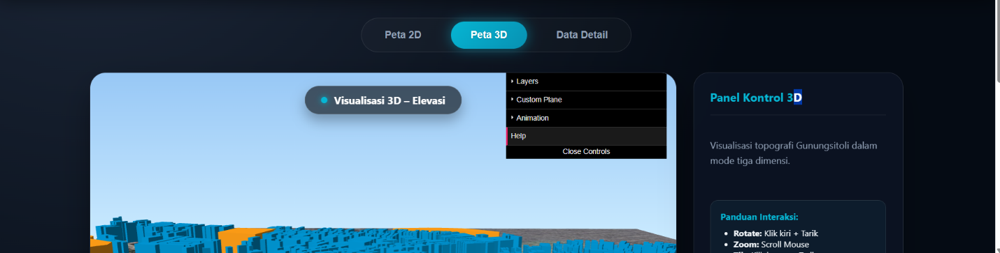 Peta 2D
Peta 3D
Data Detail
Visualisasi 3D – Elevasi
Layers
Custom Plane
Animation
Help
Close Controls
Panel Kontrol 3D
Visualisasi topografi Gunungsitoli dalam
mode tiga dimensi.
Panduan Interaksi:
Rotate: Klik kiri + Tarik
Zoom: Scroll Mouse